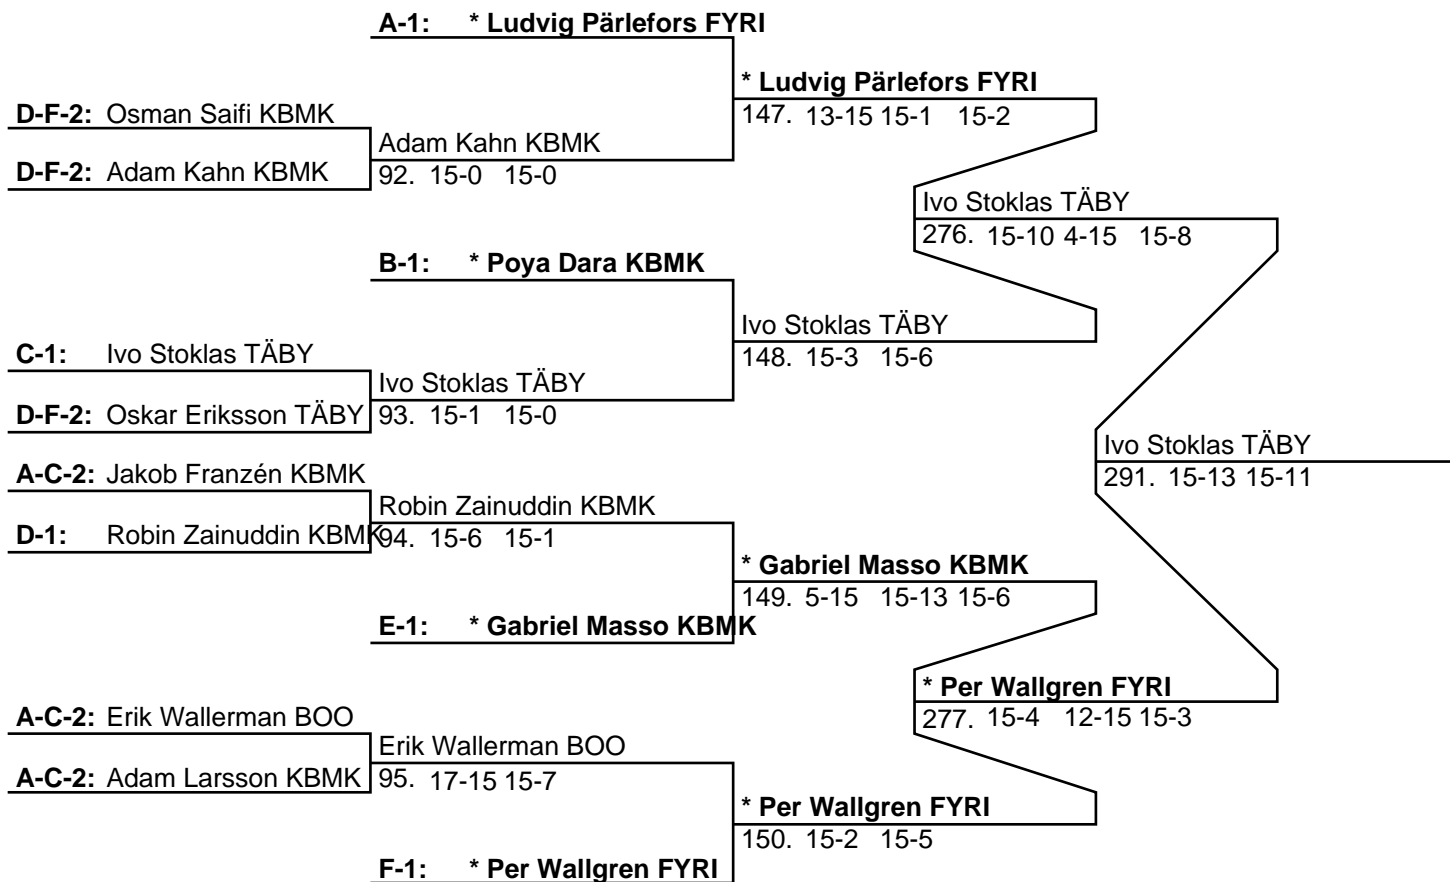 A-1: * Ludvig Pärlefors FYRI
* Ludvig Pärlefors FYRI
147. 13-15 15-1 15-2
D-F-2: Osman Saifi KBMK
Adam Kahn KBMK
92. 15-0 15-0
D-F-2: Adam Kahn KBMK
Ivo Stoklas TÄBY
276. 15-10 4-15 15-8
B-1: * Poya Dara KBMK
Ivo Stoklas TÄBY
148. 15-3 15-6
C-1: Ivo Stoklas TÄBY
Ivo Stoklas TÄBY
93. 15-1 15-0
D-F-2: Oskar Eriksson TÄBY
Ivo Stoklas TÄBY
291. 15-13 15-11
A-C-2: Jakob Franzén KBMK
Robin Zainuddin KBMK
94. 15-6 15-1
D-1: Robin Zainuddin KBMK
* Gabriel Masso KBMK
149. 5-15 15-13 15-6
E-1: * Gabriel Masso KBMK
* Per Wallgren FYRI
277. 15-4 12-15 15-3
A-C-2: Erik Wallerman BOO
Erik Wallerman BOO
95. 17-15 15-7
A-C-2: Adam Larsson KBMK
* Per Wallgren FYRI
150. 15-2 15-5
F-1: * Per Wallgren FYRI